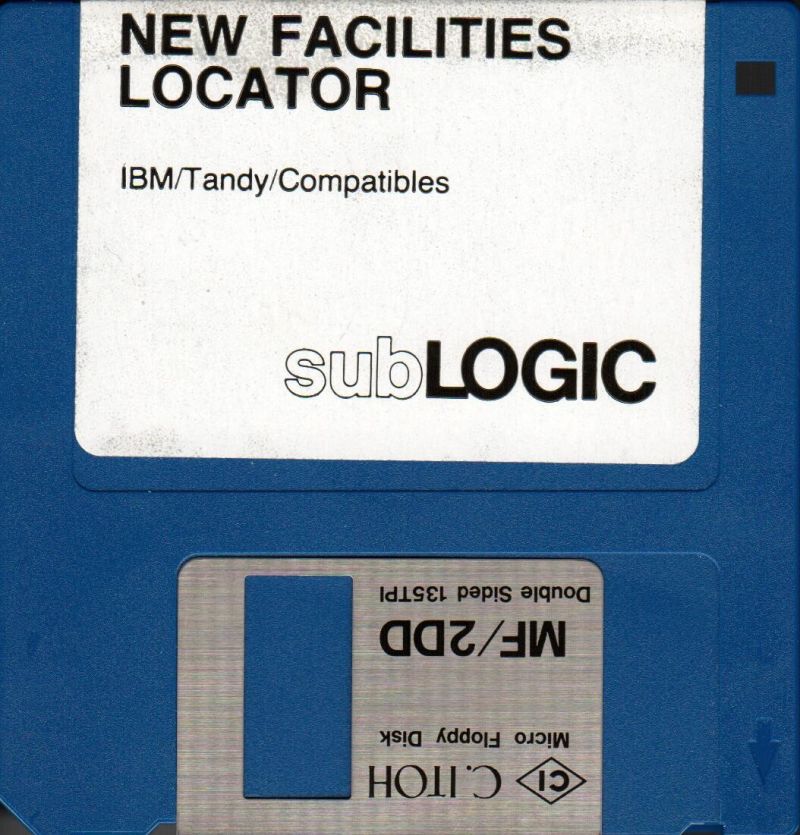 NEW FACILITIES
LOCATOR
IBM/Tandy/Compatibles
subLOGIC
CI C.ITOH
Micro Floppy Disk
MF/2DD
Double Sided 135TPI